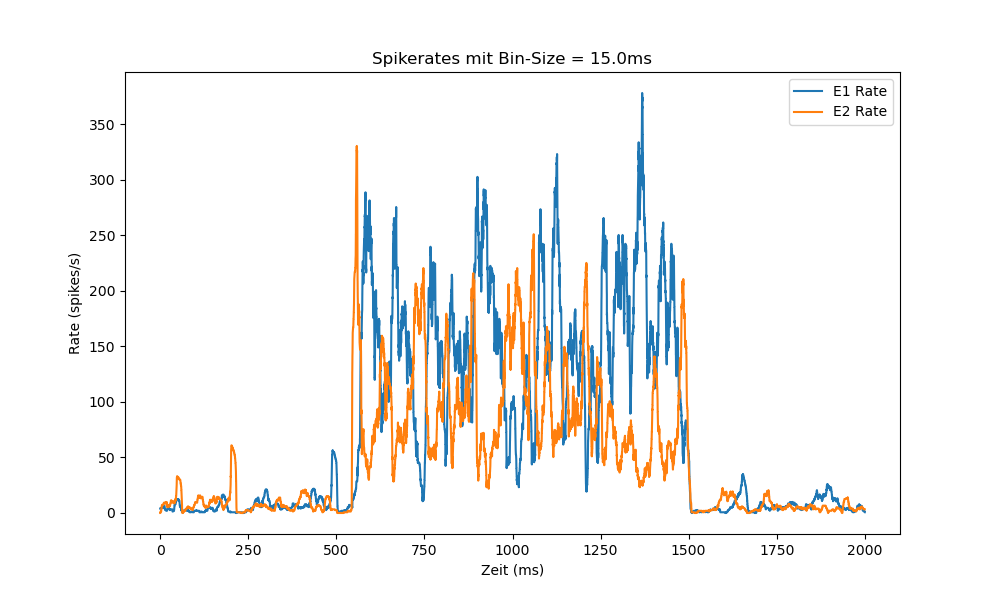 Spikerates mit Bin-Size = 15.0ms
E1 Rate
E2 Rate
Rate (spikes/s)
350
300
250
200
150
100
50
0
0 250 500 750 1000 1250 1500 1750 2000
Zeit (ms)